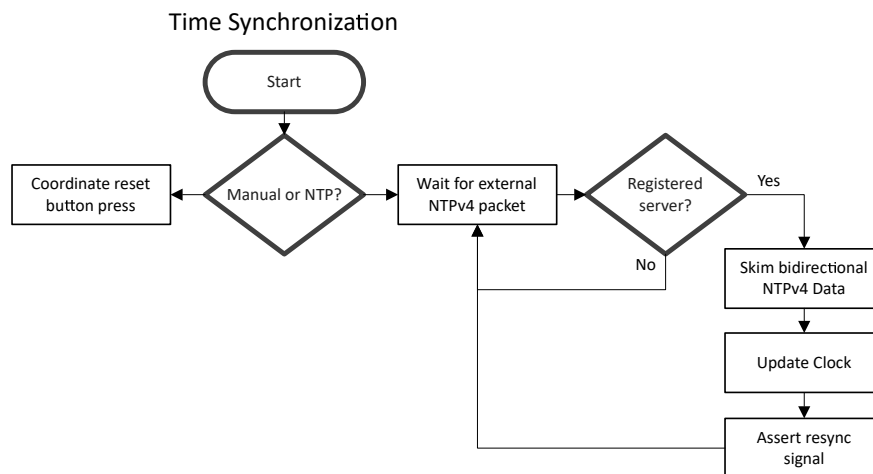 Time Synchronization
Start
Manual or NTP?
Coordinate reset
button press
Wait for external
NTPv4 packet
Registered
server?
Yes
No
Skim bidirectional
NTPv4 Data
Update Clock
Assert resync
signal